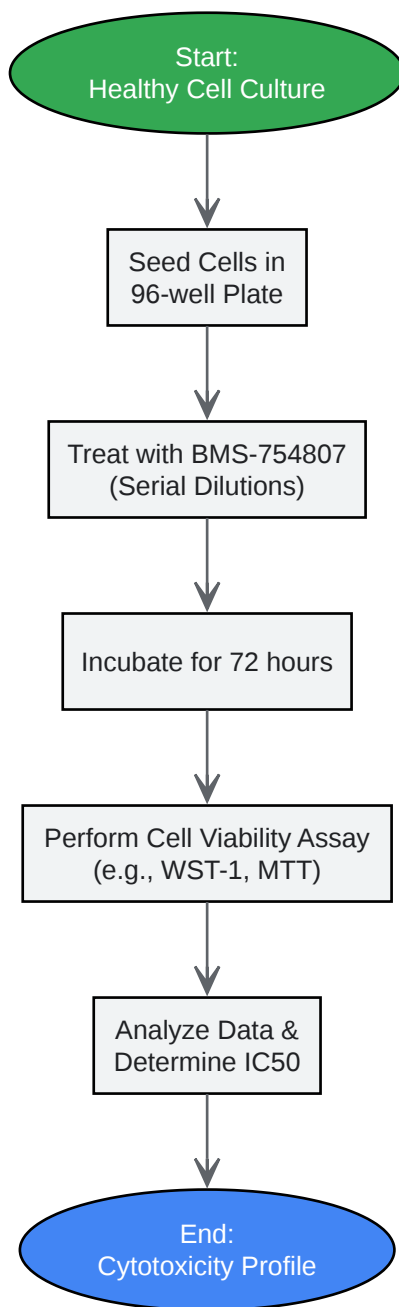 Start:
Healthy Cell Culture
Seed Cells in
96-well Plate
Treat with BMS-754807
(Serial Dilutions)
Incubate for 72 hours
Perform Cell Viability Assay
(e.g., WST-1, MTT)
Analyze Data &
Determine IC50
End:
Cytotoxicity Profile